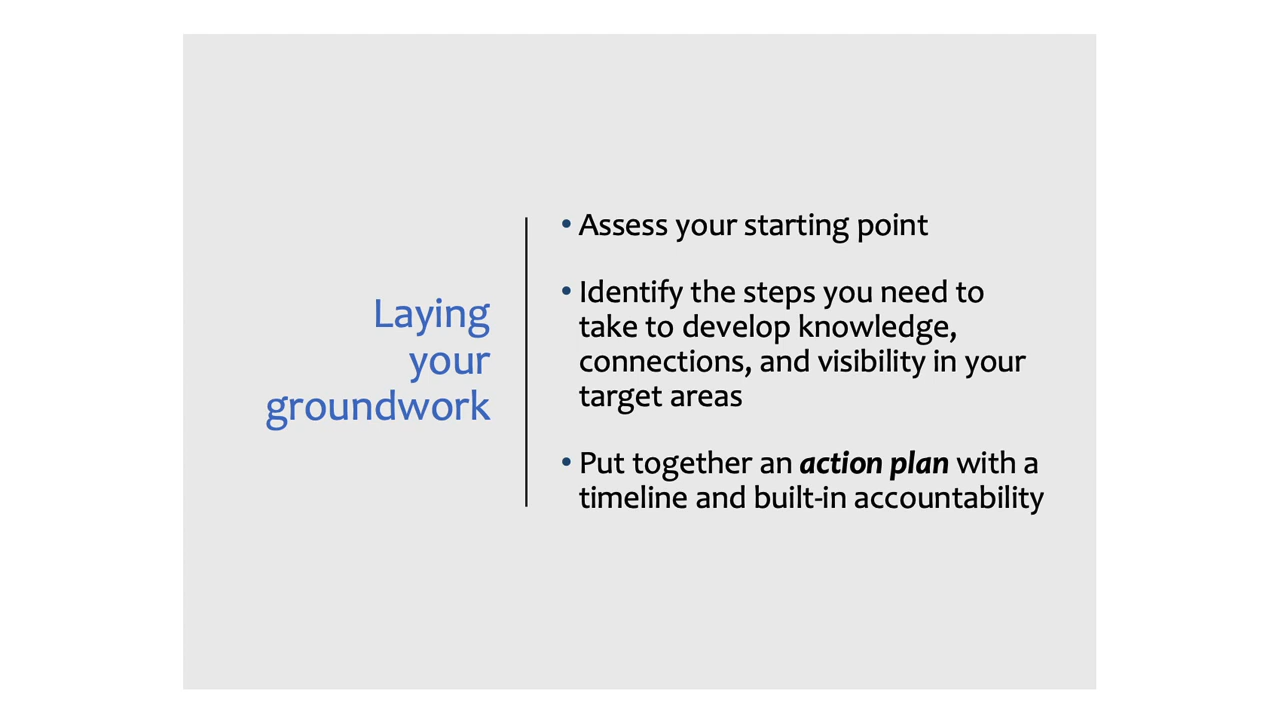 Laying
your
groundwork
• Assess your starting point
• Identify the steps you need to
take to develop knowledge,
connections, and visibility in your
target areas
• Put together an action plan with a
timeline and built-in accountability